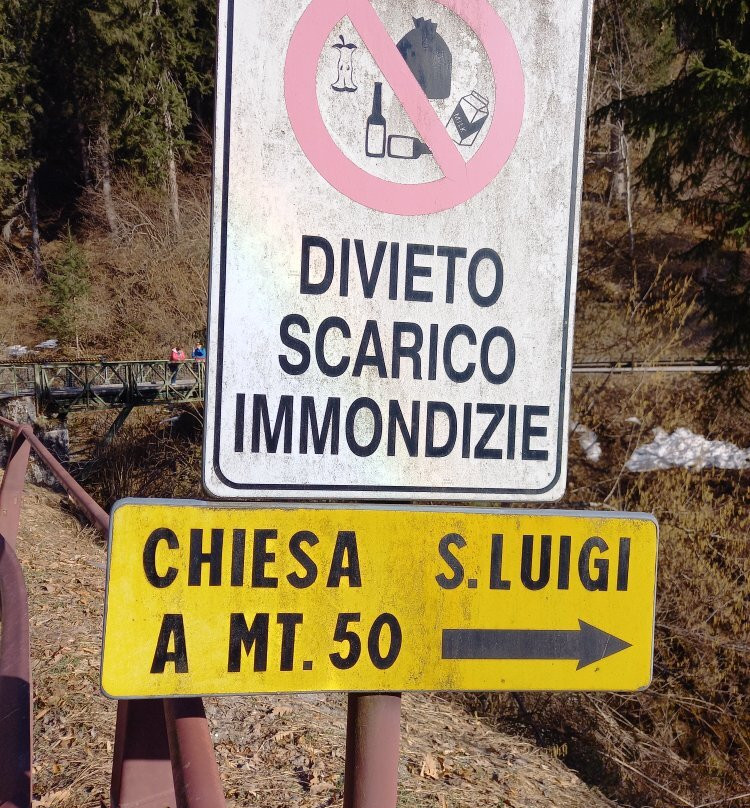 DIVIETO
SCARICO
IMMONDIZIE
CHIESA S.LUIGI
A MT. 50